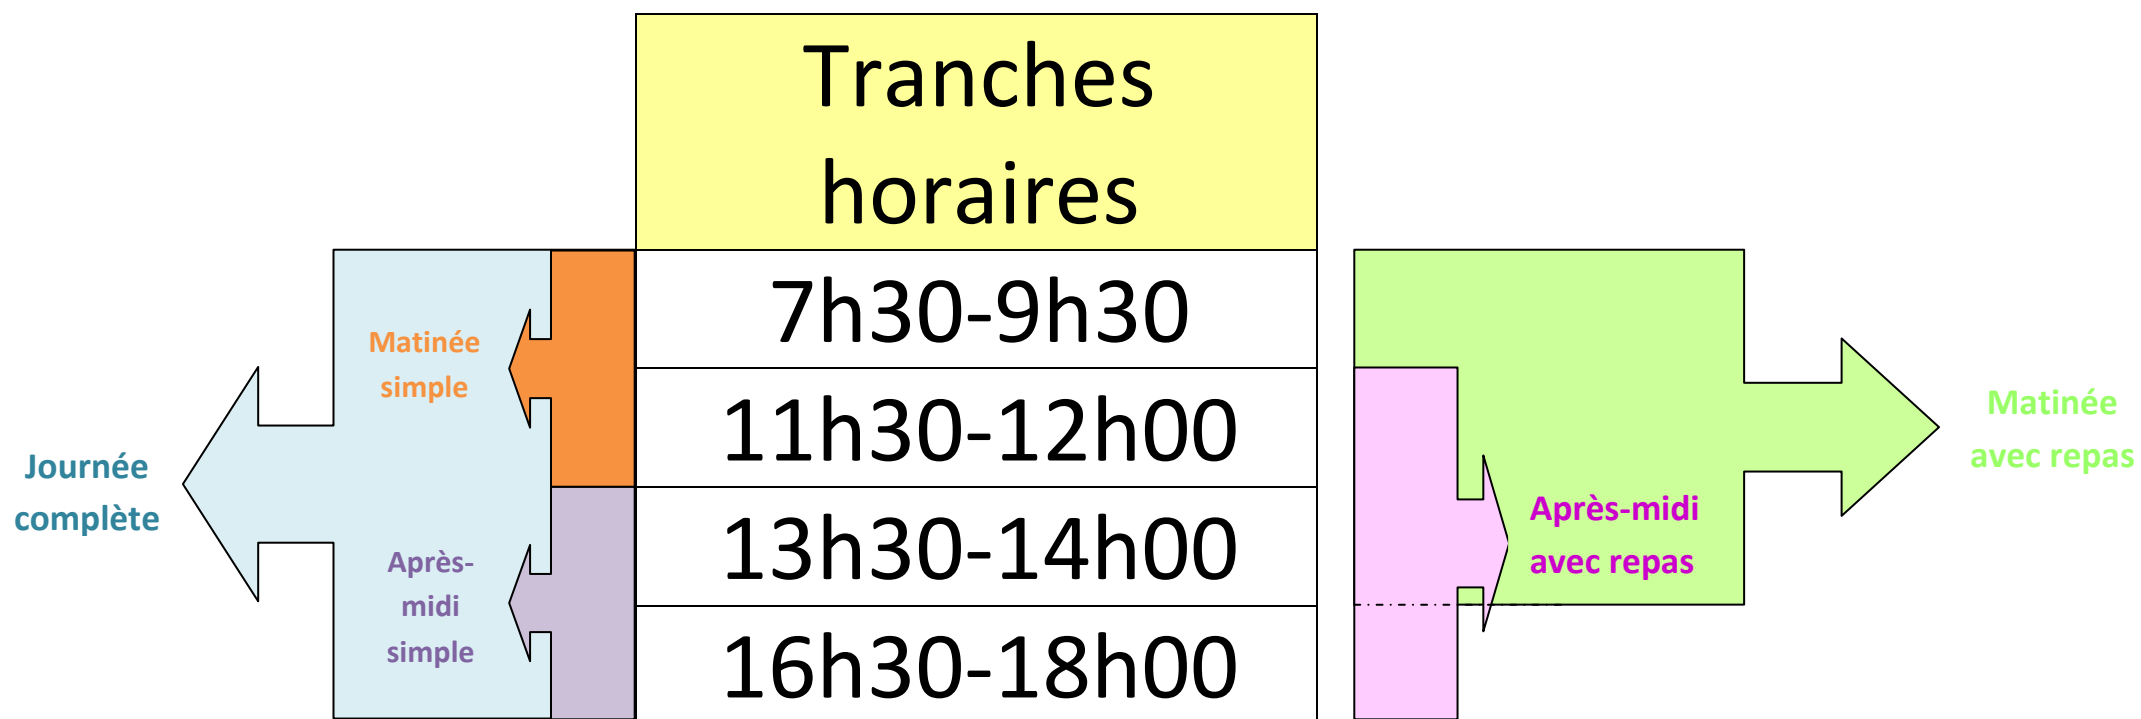 Tranches
horaires
7h30-9h30
11h30-12h00
13h30-14h00
16h30-18h00
Matinée
simple
Journée
complète
Après-
midi
simple
Matinée
avec repas
Après-midi
avec repas